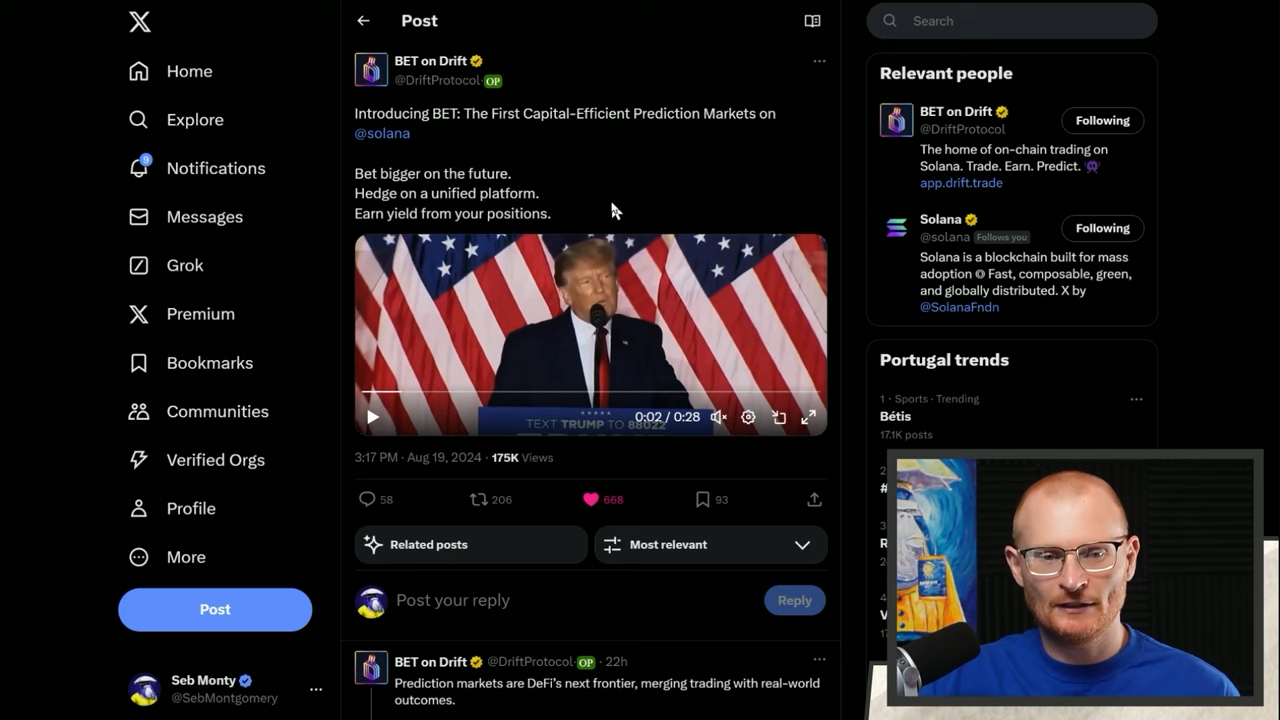 Home
Explore
9
Notifications
Messages
Grok
Premium
Bookmarks
Communities
Verified Orgs
Profile
More
Post
Seb Monty
@SebMontgomery
Post
BET on Drift
@DriftProtocol OP
Introducing BET: The First Capital-Efficient Prediction Markets on
@solana
Bet bigger on the future.
Hedge on a unified platform.
Earn yield from your positions.
0:02 / 0:28
TEXT TRUMP TO 88022
3:17 PM · Aug 19, 2024 · 175K Views
58
206
668
93
Related posts
Most relevant
Post your reply
Reply
BET on Drift @DriftProtocol OP · 22h
Prediction markets are DeFi's next frontier, merging trading with real-world
outcomes.
Search
Relevant people
BET on Drift
@DriftProtocol
Following
The home of on-chain trading on
Solana. Trade. Earn. Predict.
app.drift.trade
Solana
@solana Follows you
Following
Solana is a blockchain built for mass
adoption ◎ Fast, composable, green,
and globally distributed. X by
@SolanaFndn
Portugal trends
1 · Sports · Trending
Bétis
17.1K posts